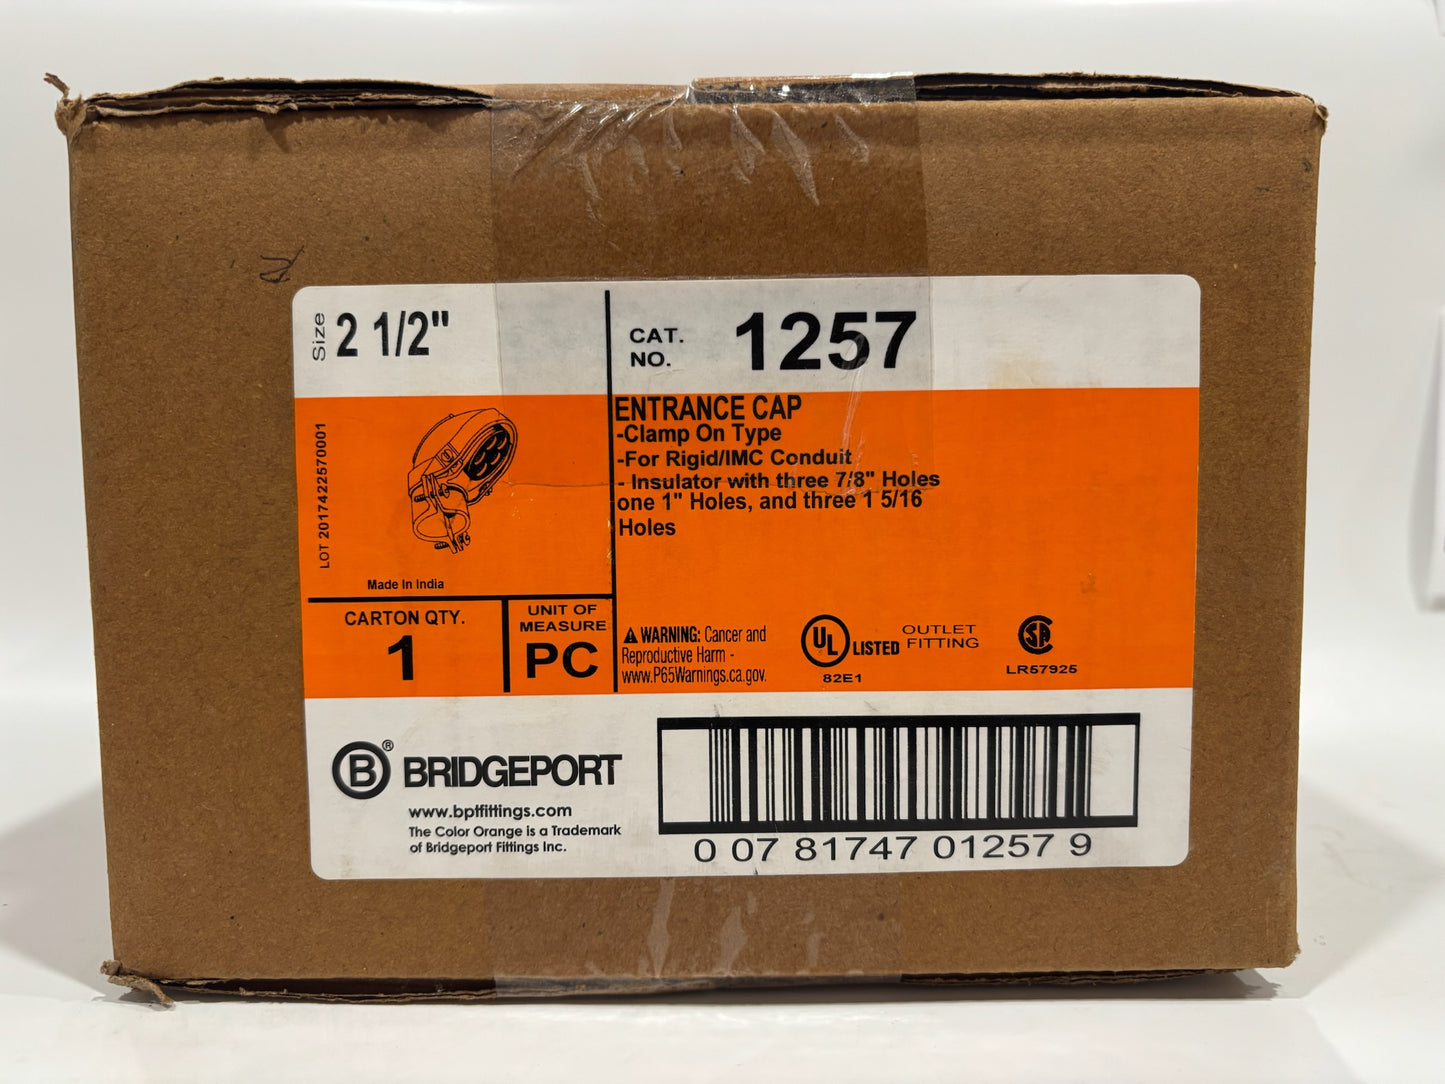 Size 2 1/2"
CAT.
NO. 1257
LOT 2017422570001
Made In India
ENTRANCE CAP
-Clamp On Type
-For Rigid/IMC Conduit
- Insulator with three 7/8" Holes
one 1" Holes, and three 1 5/16
Holes
CARTON QTY.
1
UNIT OF
MEASURE
PC
⚠ WARNING: Cancer and
Reproductive Harm -
www.P65Warnings.ca.gov.
UL LISTED
82E1
OUTLET
FITTING
SA
LR57925
B® BRIDGEPORT
www.bptfittings.com
The Color Orange is a Trademark
of Bridgeport Fittings Inc.
0 07 81747 01257 9